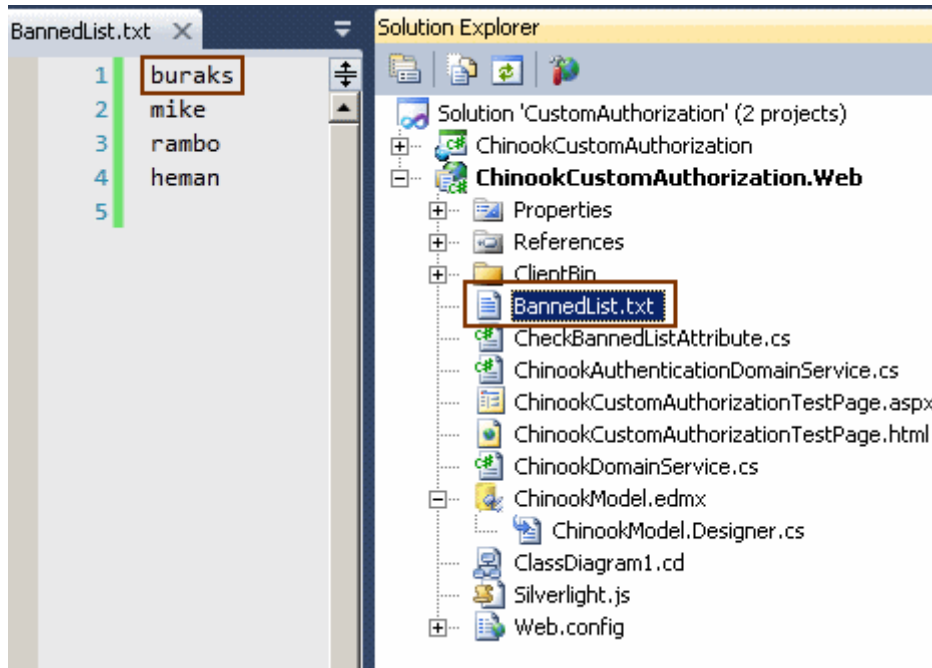 BannedList.txt
1 buraks
2 mike
3 rambo
4 heman
5
Solution Explorer
Solution 'CustomAuthorization' (2 projects)
ChinookCustomAuthorization
ChinookCustomAuthorization.Web
Properties
References
ClientBin
BannedList.txt
CheckBannedListAttribute.cs
ChinookAuthenticationDomainService.cs
ChinookCustomAuthorizationTestPage.aspx
ChinookCustomAuthorizationTestPage.html
ChinookDomainService.cs
ChinookModel.edmx
ChinookModel.Designer.cs
ClassDiagram1.cd
Silverlight.js
Web.config